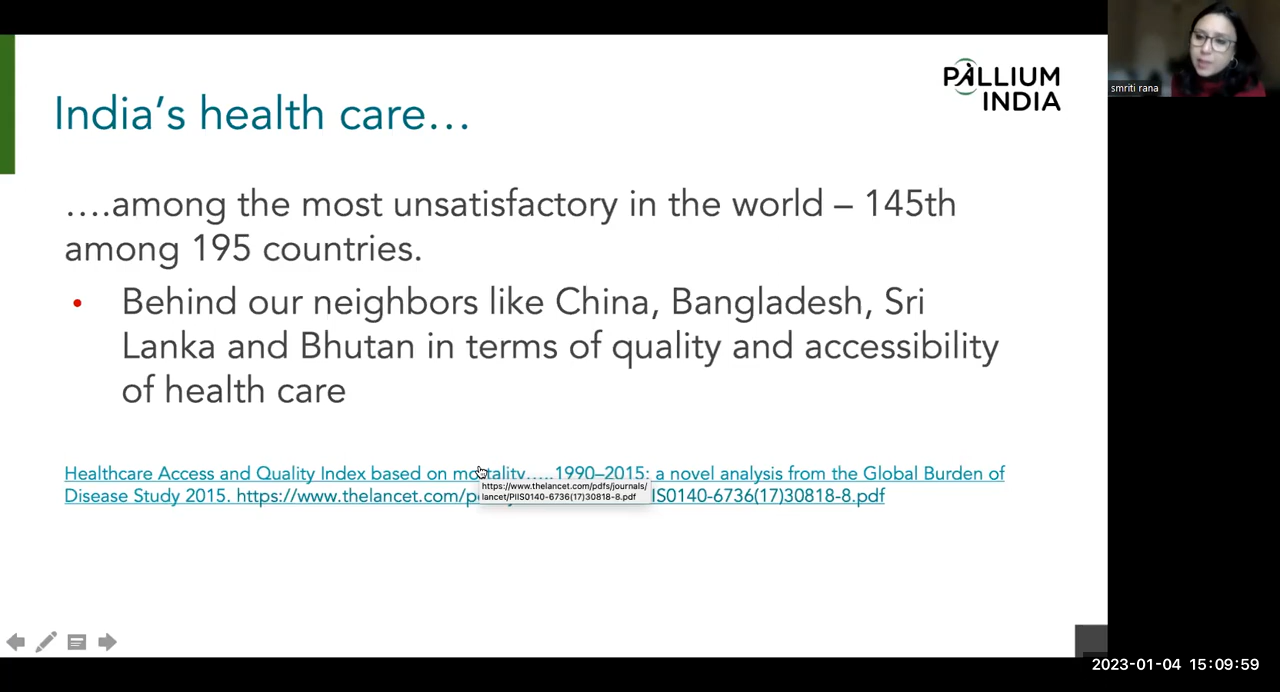 PALLIUM
INDIA
smriti rana
India's health care…
….among the most unsatisfactory in the world – 145th
among 195 countries.
• Behind our neighbors like China, Bangladesh, Sri
Lanka and Bhutan in terms of quality and accessibility
of health care
Healthcare Access and Quality Index based on mortality…..1990–2015: a novel analysis from the Global Burden of
Disease Study 2015. https://www.thelancet.com/p IS0140-6736(17)30818-8.pdf
https://www.thelancet.com/pdfs/journals/
lancet/PIIS0140-6736(17)30818-8.pdf
2023-01-04 15:09:59